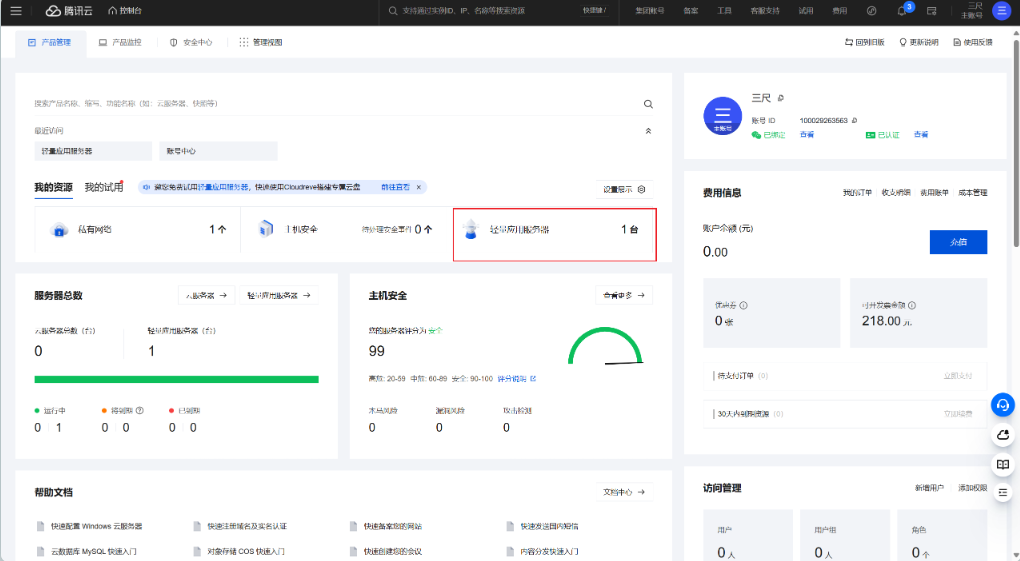 腾讯云 控制台 支持通过实例ID、IP、名称等搜索资源 快捷键 / 集团账号 备案 工具 客服支持 试用 费用 3 三尺 主账号
产品管理 产品监控 安全中心 管理视图 回到旧版 更新说明 使用反馈
搜索产品名称、缩写、功能名称（如：云服务器、快照等）
最近访问
轻量应用服务器 账号中心
我的资源 我的试用 邀您免费试用轻量应用服务器，快速使用Cloudreve搭建专属云盘 前往查看 × 设置展示
私有网络 1 个 主机安全 待处理安全事件 0 个 轻量应用服务器 1 台
服务器总数 云服务器 → 轻量应用服务器 →
云服务器总数（台） 轻量应用服务器（台）
0 1
运行中 将到期 已到期
0 1 0 0 0 0
主机安全 查看更多 →
您的服务器评分为 安全
99
高危: 20-59 中危: 60-89 安全: 90-100 评分说明
木马风险 漏洞风险 攻击检测
0 0 0
帮助文档 文档中心 →
快速配置 Windows 云服务器 快速注册域名及实名认证 快速备案您的网站 快速发送国内短信
云数据库 MySQL 快速入门 对象存储 COS 快速入门 快速创建您的会议 内容分发快速入门
三 主账号 三尺
账号 ID 100029263563
已绑定 查看 已认证 查看
费用信息 我的订单 收支明细 费用账单 成本管理
账户余额 (元)
0.00 充值
优惠券 可开发票金额
0 张 218.00 元
待支付订单 (0) 立即支付
30天内到期资源 (0) 立即续费
访问管理 新增用户 添加权限
用户 用户组 角色
0 人 0 人 0 个